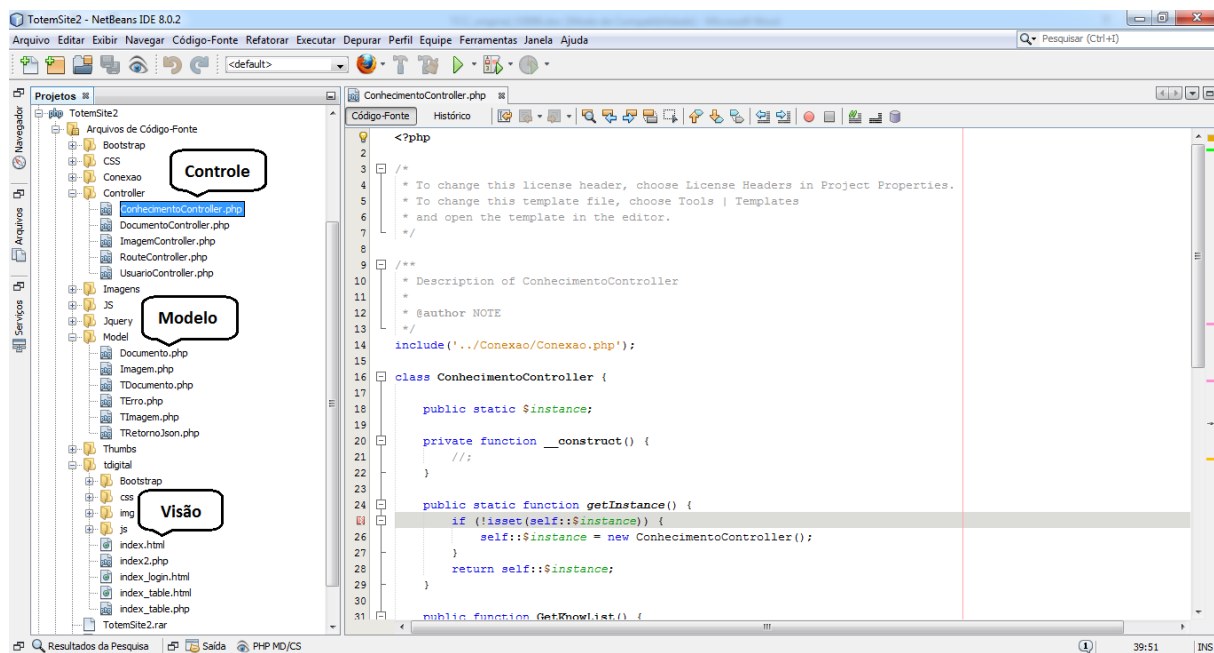 TotemSite2 - NetBeans IDE 8.0.2
Arquivo Editar Exibir Navegar Código-Fonte Refatorar Executar Depurar Perfil Equipe Ferramentas Janela Ajuda
Pesquisar (Ctrl+I)
<default>
Projetos
Navegador
Arquivos
Serviços
TotemSite2
Arquivos de Código-Fonte
Bootstrap
CSS
Conexao
Controle
Controller
ConhecimentoController.php
DocumentoController.php
ImagemController.php
RouteController.php
UsuarioController.php
Imagens
JS
Jquery
Modelo
Model
Documento.php
Imagem.php
TDocumento.php
TErro.php
TImagem.php
TRetornoJson.php
Thumbs
tdigital
Bootstrap
css
img
Visão
js
index.html
index2.php
index_login.html
index_table.html
index_table.php
TotemSite2.rar
ConhecimentoController.php
Código-Fonte Histórico
<?php
2
3 /*
4 * To change this license header, choose License Headers in Project Properties.
5 * To change this template file, choose Tools | Templates
6 * and open the template in the editor.
7 */
8
9 /**
10 * Description of ConhecimentoController
11 *
12 * @author NOTE
13 */
14 include('../Conexao/Conexao.php');
15
16 class ConhecimentoController {
17
18 public static $instance;
19
20 private function __construct() {
21 //;
22 }
23
24 public static function getInstance() {
if (!isset(self::$instance)) {
26 self::$instance = new ConhecimentoController();
27 }
28 return self::$instance;
29 }
30
31 public function GetKnowList() {
Resultados da Pesquisa Saída PHP MD/CS
1 39:51 INS